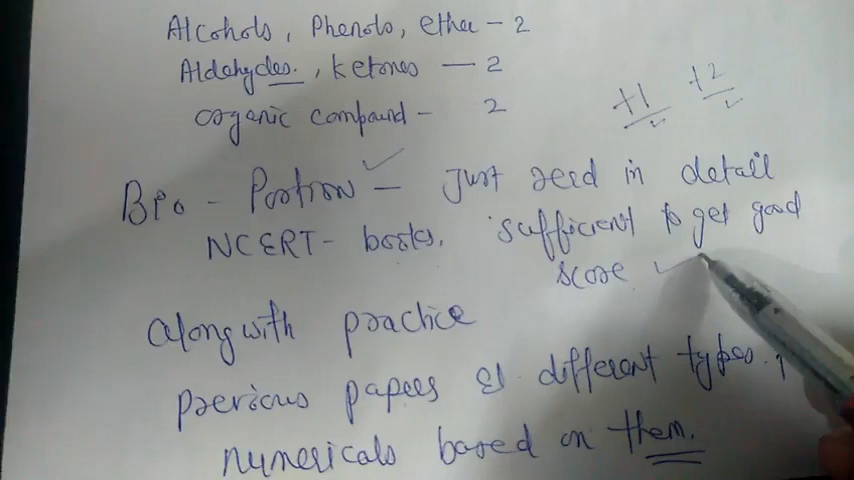 Alcohols, Phenols, ether - 2
Aldehydes, ketones - 2
organic compound - 2
+1 +2
Bio - Portion - Just read in detail
NCERT - books. sufficient to get good
score
along with practice
previous papers & different types
numericals based on them.